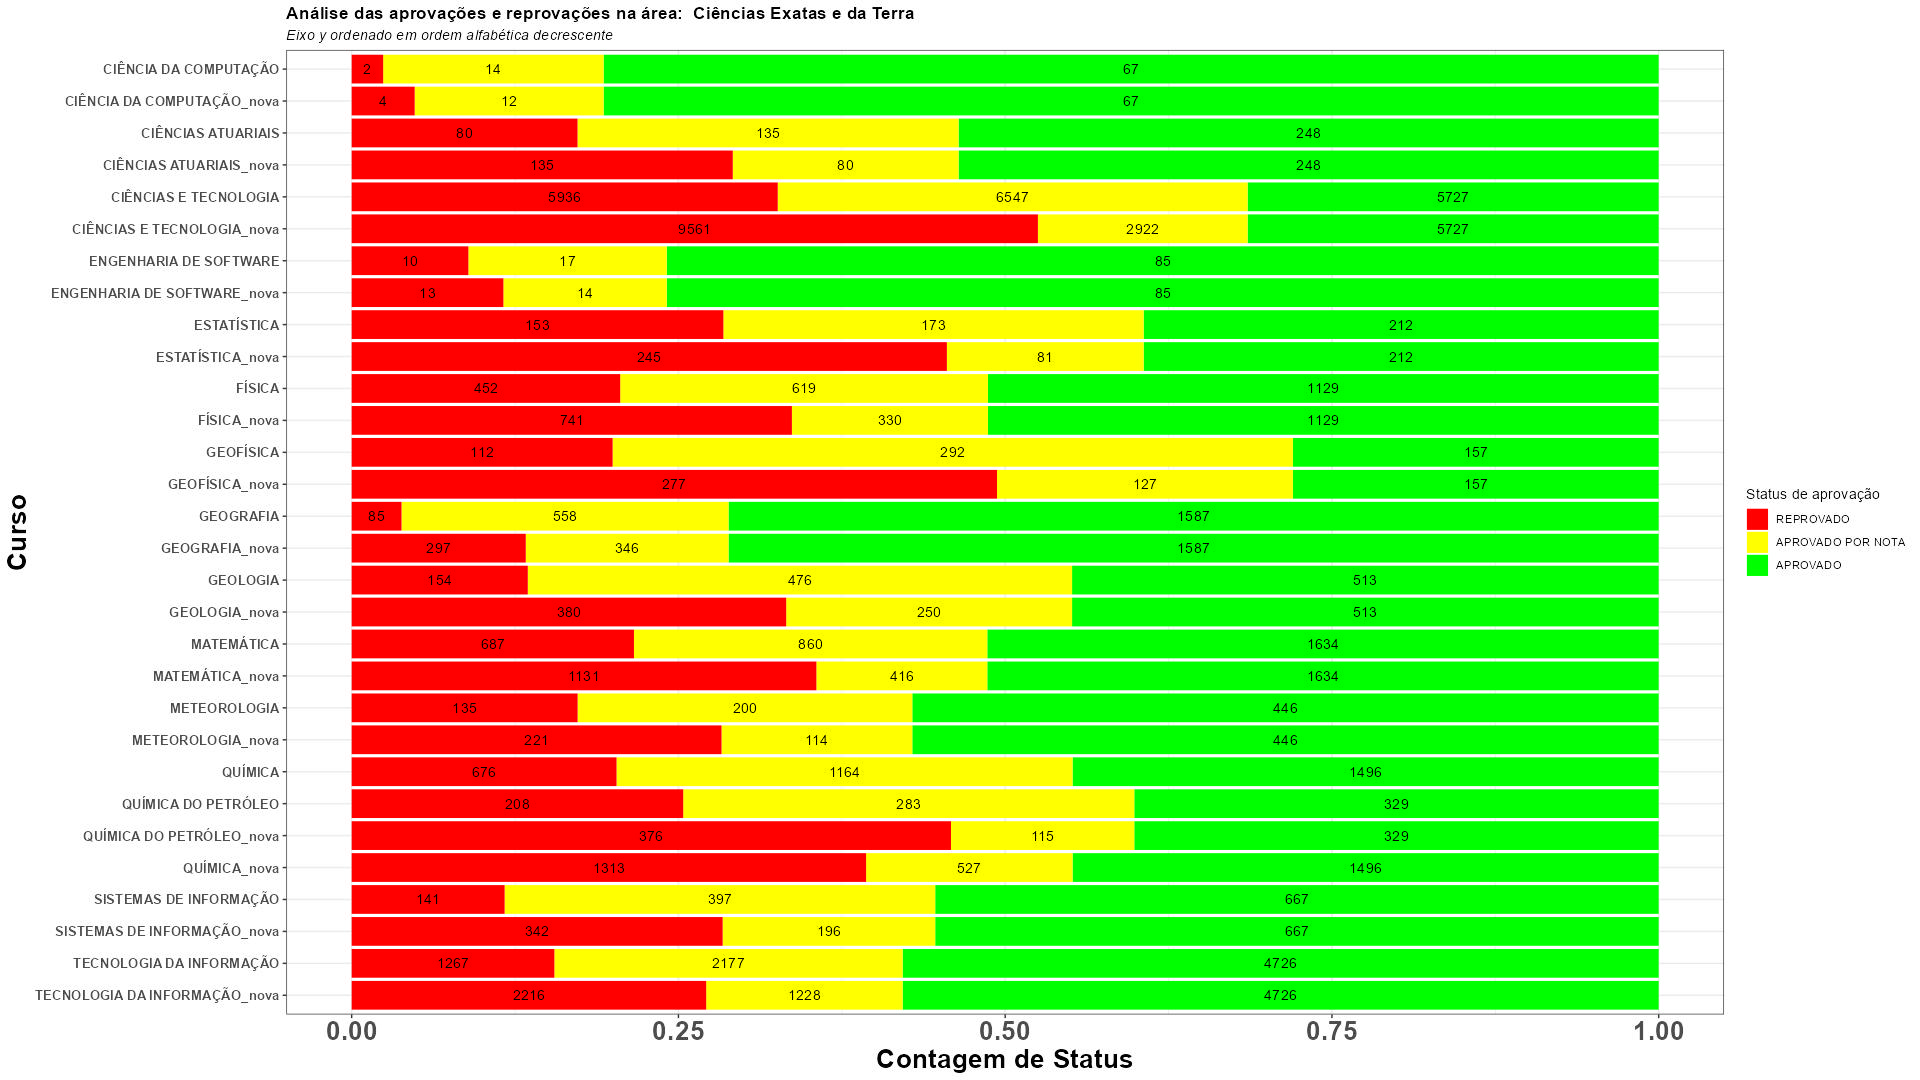 Análise das aprovações e reprovações na área:  Ciências Exatas e da Terra
Eixo y ordenado em ordem alfabética decrescente
CIÊNCIA DA COMPUTAÇÃO 2 14 67
CIÊNCIA DA COMPUTAÇÃO_nova 4 12 67
CIÊNCIAS ATUARIAIS 80 135 248
CIÊNCIAS ATUARIAIS_nova 135 80 248
CIÊNCIAS E TECNOLOGIA 5936 6547 5727
CIÊNCIAS E TECNOLOGIA_nova 9561 2922 5727
ENGENHARIA DE SOFTWARE 10 17 85
ENGENHARIA DE SOFTWARE_nova 13 14 85
ESTATÍSTICA 153 173 212
ESTATÍSTICA_nova 245 81 212
FÍSICA 452 619 1129
FÍSICA_nova 741 330 1129
GEOFÍSICA 112 292 157
GEOFÍSICA_nova 277 127 157
GEOGRAFIA 85 558 1587
GEOGRAFIA_nova 297 346 1587
GEOLOGIA 154 476 513
GEOLOGIA_nova 380 250 513
MATEMÁTICA 687 860 1634
MATEMÁTICA_nova 1131 416 1634
METEOROLOGIA 135 200 446
METEOROLOGIA_nova 221 114 446
QUÍMICA 676 1164 1496
QUÍMICA DO PETRÓLEO 208 283 329
QUÍMICA DO PETRÓLEO_nova 376 115 329
QUÍMICA_nova 1313 527 1496
SISTEMAS DE INFORMAÇÃO 141 397 667
SISTEMAS DE INFORMAÇÃO_nova 342 196 667
TECNOLOGIA DA INFORMAÇÃO 1267 2177 4726
TECNOLOGIA DA INFORMAÇÃO_nova 2216 1228 4726
0.00 0.25 0.50 0.75 1.00
Contagem de Status
Curso
Status de aprovação
REPROVADO
APROVADO POR NOTA
APROVADO